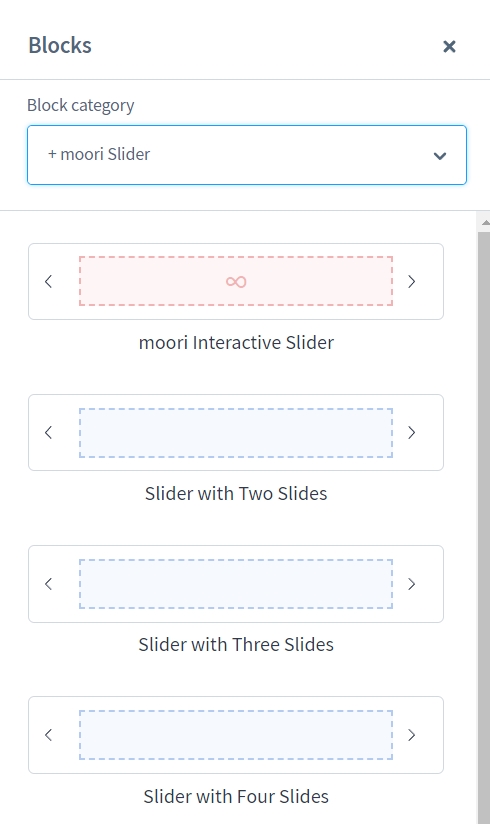 Blocks
Block category
+ moori Slider
∞
moori Interactive Slider
Slider with Two Slides
Slider with Three Slides
Slider with Four Slides